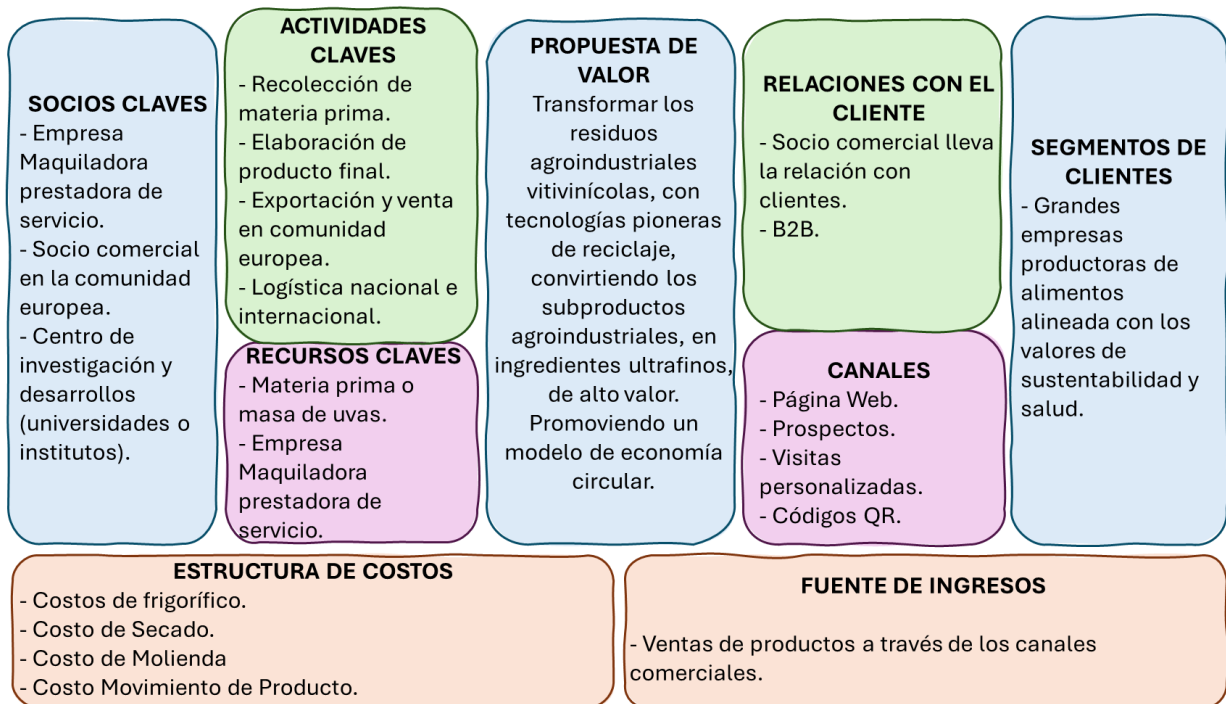 SOCIOS CLAVES
- Empresa
Maquiladora
prestadora de
servicio.
- Socio comercial
en la comunidad
europea.
- Centro de
investigación y
desarrollos
(universidades o
institutos).
ACTIVIDADES
CLAVES
- Recolección de
materia prima.
- Elaboración de
producto final.
- Exportación y venta
en comunidad
europea.
- Logística nacional e
internacional.
RECURSOS CLAVES
- Materia prima o
masa de uvas.
- Empresa
Maquiladora
prestadora de
servicio.
PROPUESTA DE
VALOR
Transformar los
residuos
agroindustriales
vitivinícolas, con
tecnologías pioneras
de reciclaje,
convirtiendo los
subproductos
agroindustriales, en
ingredientes ultrafinos,
de alto valor.
Promoviendo un
modelo de economía
circular.
RELACIONES CON EL
CLIENTE
- Socio comercial lleva
la relación con
clientes.
- B2B.
CANALES
- Página Web.
- Prospectos.
- Visitas
personalizadas.
- Códigos QR.
SEGMENTOS DE
CLIENTES
- Grandes
empresas
productoras de
alimentos
alineada con los
valores de
sustentabilidad y
salud.
ESTRUCTURA DE COSTOS
- Costos de frigorífico.
- Costo de Secado.
- Costo de Molienda
- Costo Movimiento de Producto.
FUENTE DE INGRESOS
- Ventas de productos a través de los canales
comerciales.